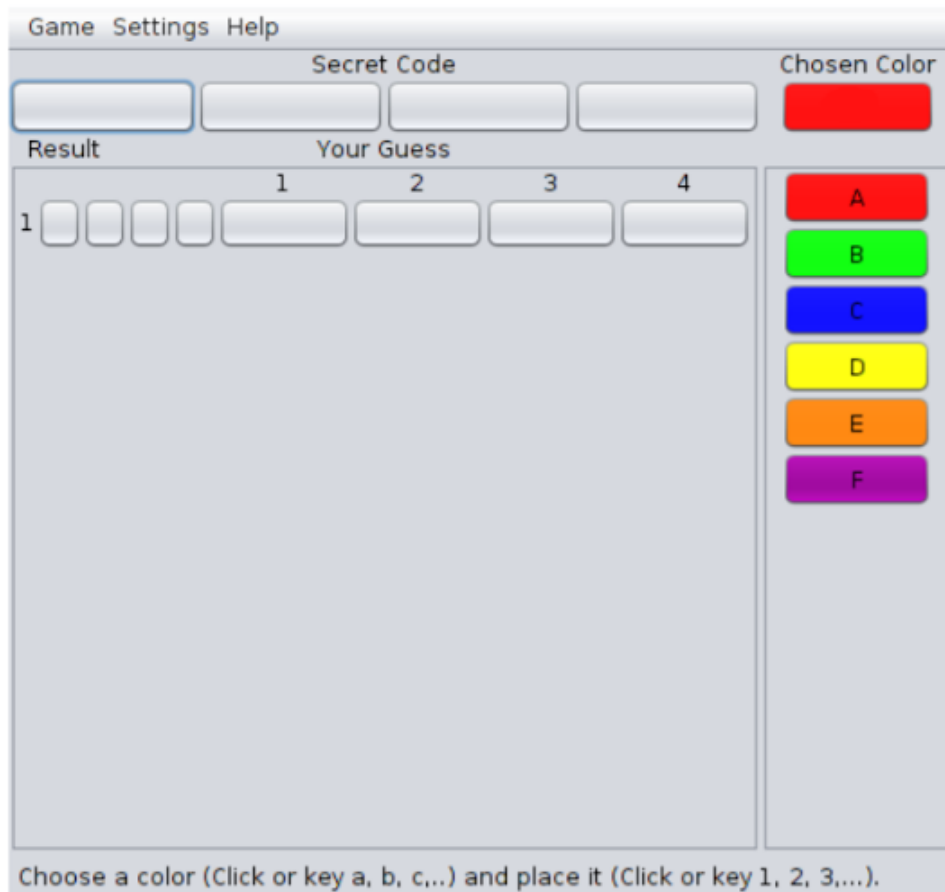 Game Settings Help
Secret Code Chosen Color
Result Your Guess
1 2 3 4
1
A
B
C
D
E
F
Choose a color (Click or key a, b, c,..) and place it (Click or key 1, 2, 3,...).